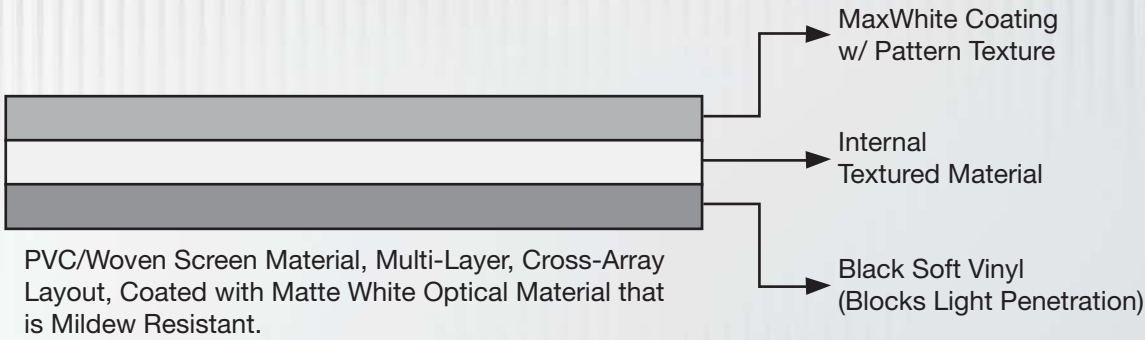 MaxWhite Coating
w/ Pattern Texture
Internal
Textured Material
Black Soft Vinyl
(Blocks Light Penetration)
PVC/Woven Screen Material, Multi-Layer, Cross-Array
Layout, Coated with Matte White Optical Material that
is Mildew Resistant.